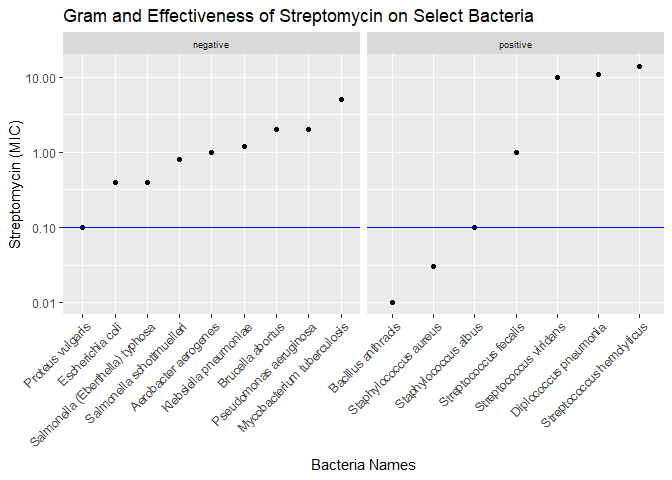 Gram and Effectiveness of Streptomycin on Select Bacteria
negative
positive
Streptomycin (MIC)
10.00
1.00
0.10
0.01
Proteus vulgaris
Escherichia coli
Salmonella (Eberthella) typhosa
Salmonella schottmuelleri
Aerobacter aerogenes
Klebsiella pneumoniae
Brucella abortus
Pseudomonas aeruginosa
Mycobacterium tuberculosis
Bacillus anthracis
Staphylococcus aureus
Staphylococcus albus
Streptococcus fecalis
Streptococcus viridans
Diplococcus pneumonia
Streptococcus hemolyticus
Bacteria Names